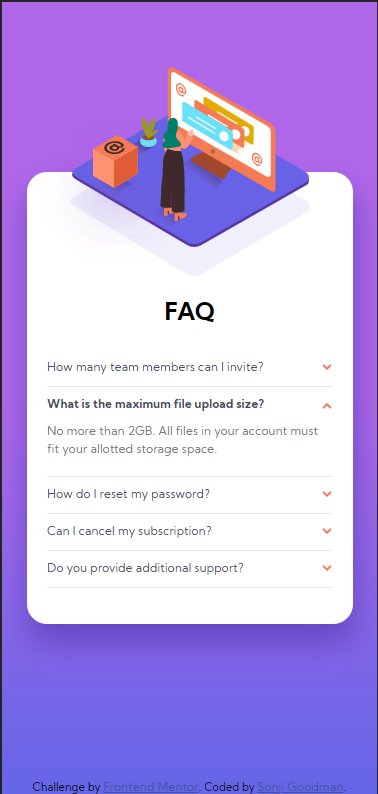 FAQ
How many team members can I invite?
What is the maximum file upload size?
No more than 2GB. All files in your account must
fit your allotted storage space.
How do I reset my password?
Can I cancel my subscription?
Do you provide additional support?
Challenge by Frontend Mentor. Coded by Sonji Goodman.